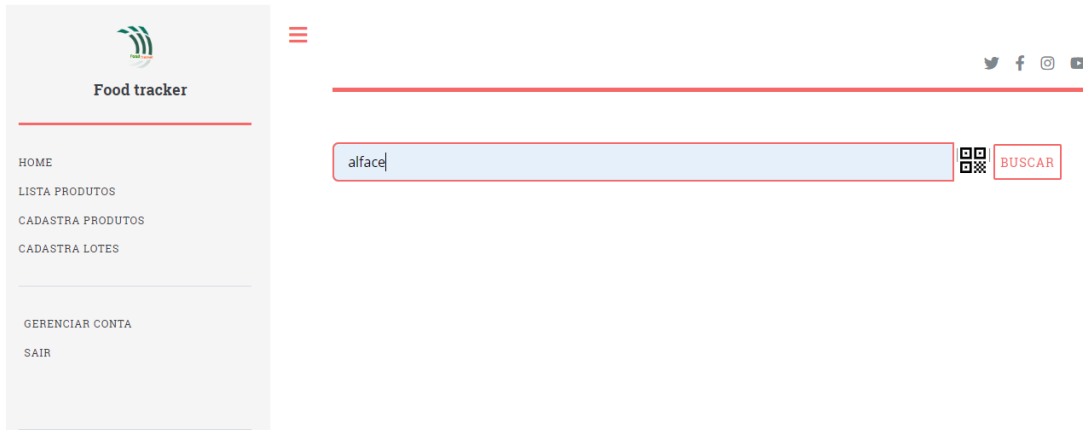 Food tracker
HOME
LISTA PRODUTOS
CADASTRA PRODUTOS
CADASTRA LOTES
GERENCIAR CONTA
SAIR
alface
BUSCAR